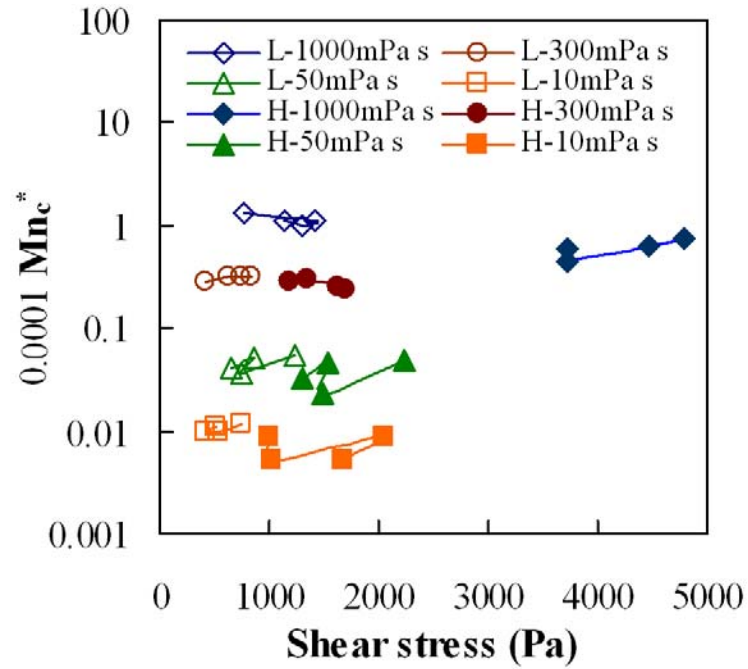 100
10
1
0.1
0.01
0.001
0.0001 Mnc*
L-1000mPa s
L-300mPa s
L-50mPa s
L-10mPa s
H-1000mPa s
H-300mPa s
H-50mPa s
H-10mPa s
0 1000 2000 3000 4000 5000
Shear stress (Pa)